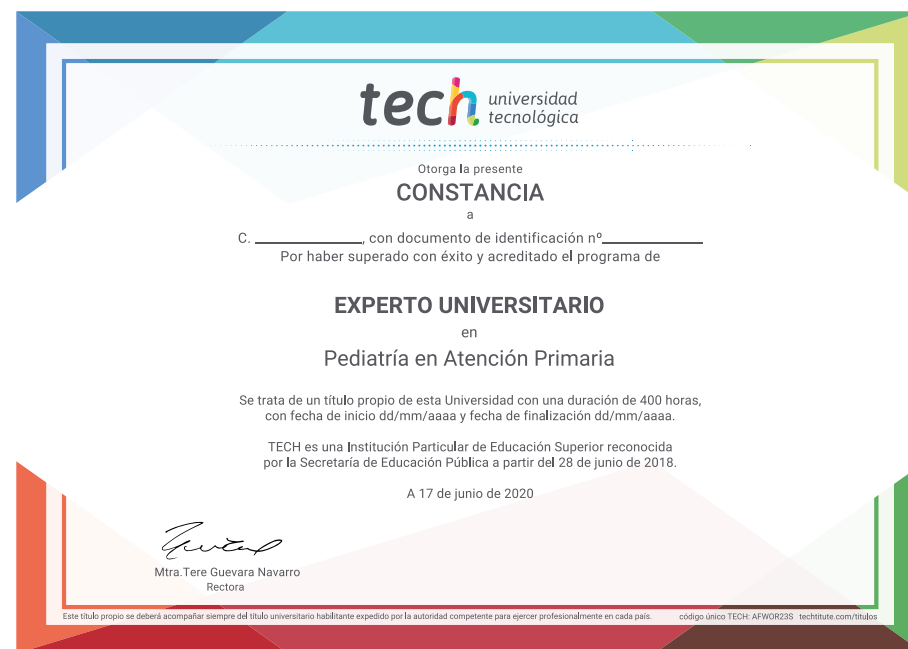 tech universidad
tecnológica
Otorga la presente
CONSTANCIA
a
C. ____________, con documento de identificación nº____________
Por haber superado con éxito y acreditado el programa de
EXPERTO UNIVERSITARIO
en
Pediatría en Atención Primaria
Se trata de un título propio de esta Universidad con una duración de 400 horas,
con fecha de inicio dd/mm/aaaa y fecha de finalización dd/mm/aaaa.
TECH es una Institución Particular de Educación Superior reconocida
por la Secretaría de Educación Pública a partir del 28 de junio de 2018.
A 17 de junio de 2020
Mtra.Tere Guevara Navarro
Rectora
Este título propio se deberá acompañar siempre del título universitario habilitante expedido por la autoridad competente para ejercer profesionalmente en cada país. código único TECH: AFWOR23S techtitute.com/titulos